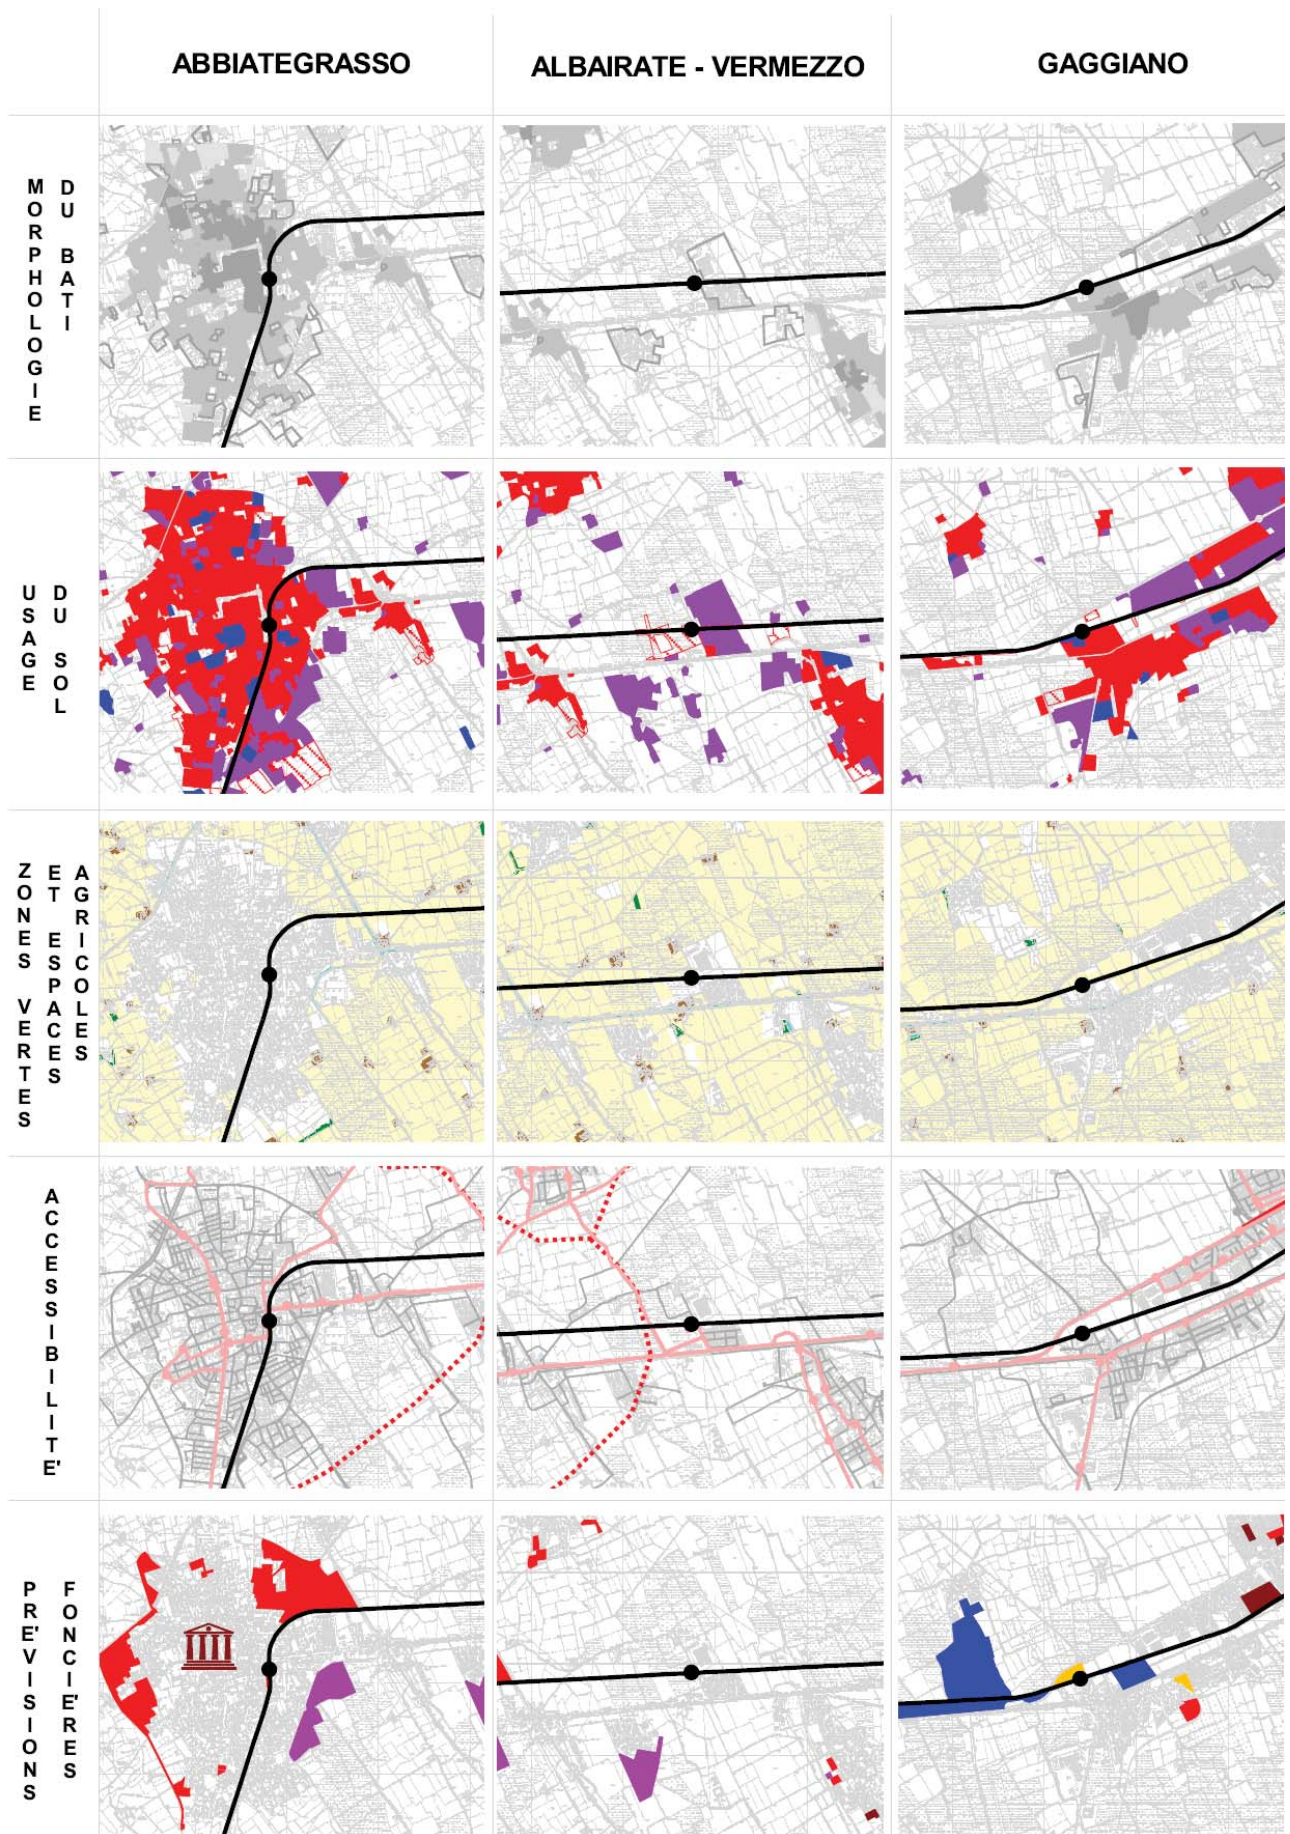 ABBIATEGRASSO
ALBAIRATE - VERMEZZO
GAGGIANO
MORPHOLOGIE
DU BATI
USAGE
DU SOL
ZONES VERTES
ET ESPACES
AGRICOLES
ACCESSIBILITE'
PRE'VISIONS
FONCIE'RES